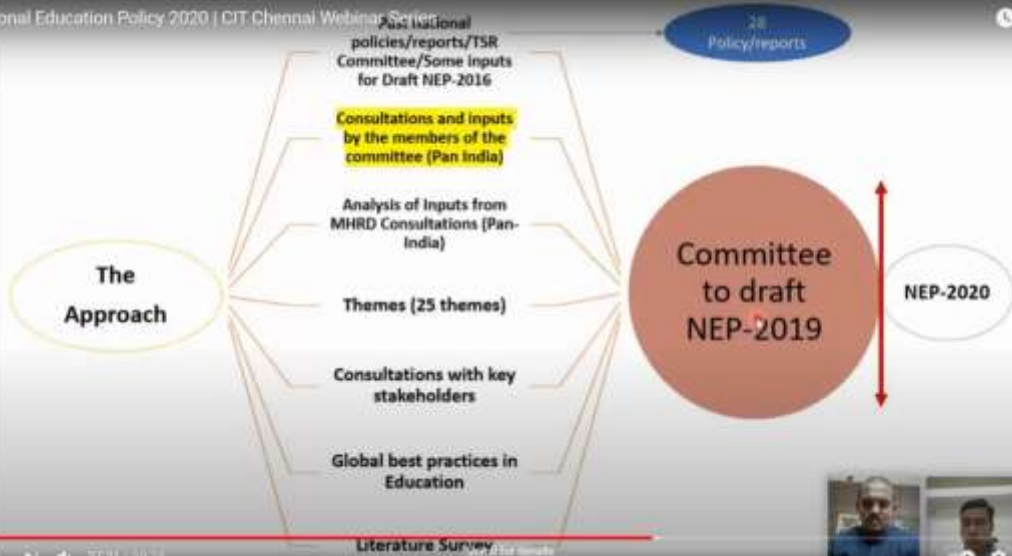 onal Education Policy 2020 | CIT Chennai Webinar Series
Past National
policies/reports/TSR
Committee/Some inputs
for Draft NEP-2016
28
Policy/reports
Consultations and inputs
by the members of the
committee (Pan India)
Analysis of Inputs from
MHRD Consultations (Pan-
India)
The
Approach
Themes (25 themes)
Committee
to draft
NEP-2019
NEP-2020
Consultations with key
stakeholders
Global best practices in
Education
Literature Survey